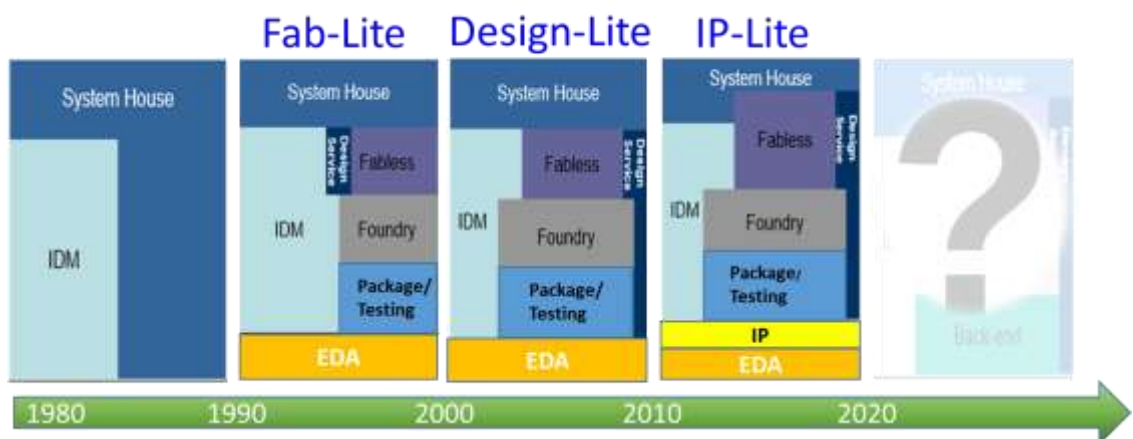 Fab-Lite
Design-Lite
IP-Lite
System House
IDM
System House
Design
Service
Fabless
IDM
Foundry
Package/
Testing
EDA
System House
Fabless
Design
Service
IDM
Foundry
Package/
Testing
EDA
System House
Fabless
Design
Service
IDM
Foundry
Package/
Testing
IP
EDA
System House
?
Back-end
1980
1990
2000
2010
2020